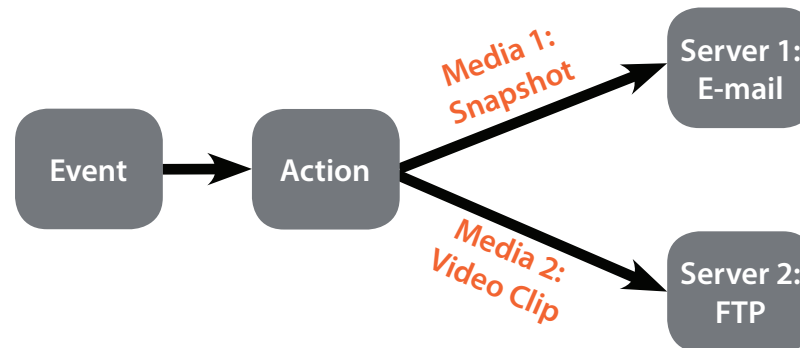 Event
Action
Media 1:
Snapshot
Server 1:
E-mail
Media 2:
Video Clip
Server 2:
FTP